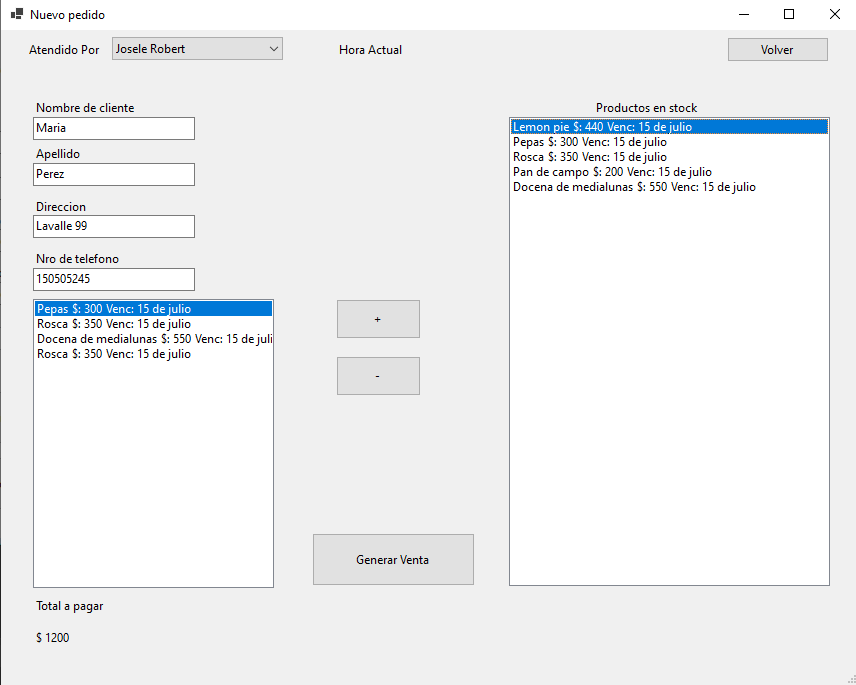 Nuevo pedido
Atendido Por
Josele Robert
Hora Actual
Volver
Nombre de cliente
Maria
Apellido
Perez
Direccion
Lavalle 99
Nro de telefono
150505245
Pepas $: 300 Venc: 15 de julio
Rosca $: 350 Venc: 15 de julio
Docena de medialunas $: 550 Venc: 15 de juli
Rosca $: 350 Venc: 15 de julio
+
-
Generar Venta
Productos en stock
Lemon pie $: 440 Venc: 15 de julio
Pepas $: 300 Venc: 15 de julio
Rosca $: 350 Venc: 15 de julio
Pan de campo $: 200 Venc: 15 de julio
Docena de medialunas $: 550 Venc: 15 de julio
Total a pagar
$ 1200